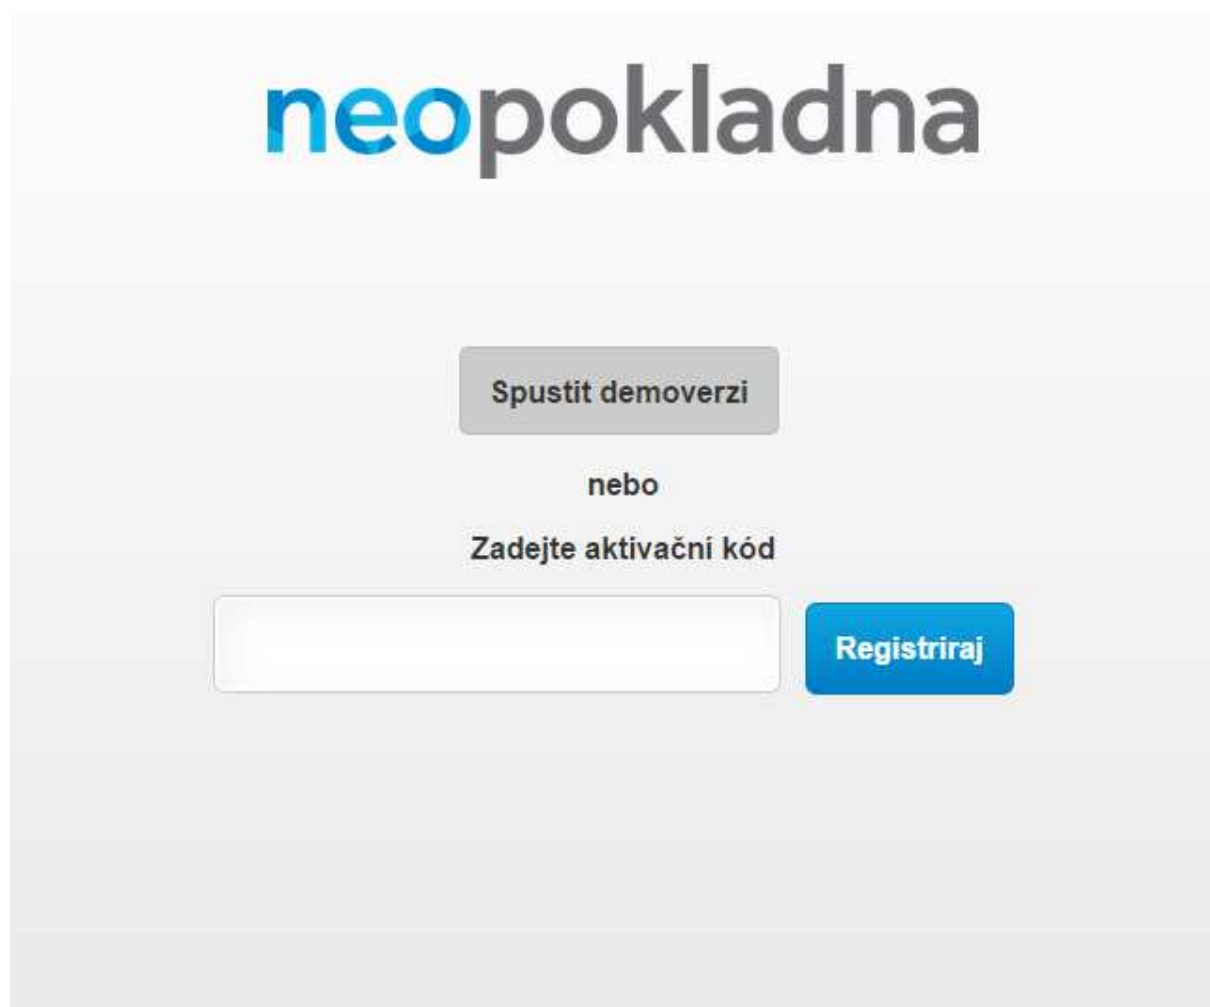 neopokladna
Spustit demoverzi
nebo
Zadejte aktivační kód
Registriraj